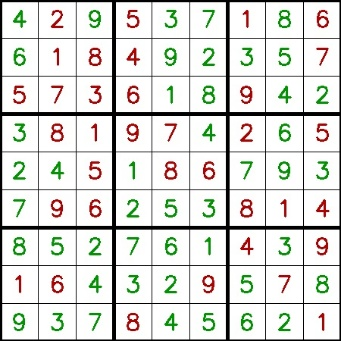 4 2 9 5 3 7 1 8 6
6 1 8 4 9 2 3 5 7
5 7 3 6 1 8 9 4 2
3 8 1 9 7 4 2 6 5
2 4 5 1 8 6 7 9 3
7 9 6 2 5 3 8 1 4
8 5 2 7 6 1 4 3 9
1 6 4 3 2 9 5 7 8
9 3 7 8 4 5 6 2 1